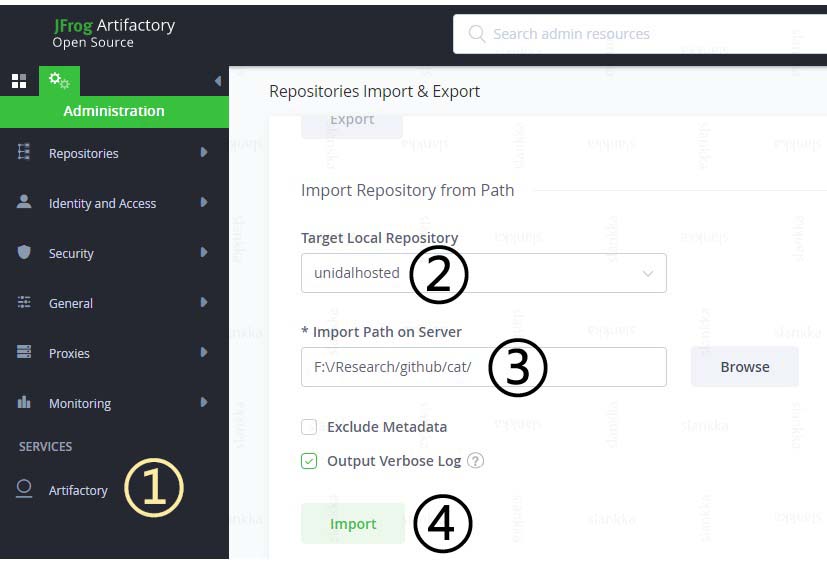 JFrog Artifactory
Open Source
Search admin resources
Administration
Repositories
Identity and Access
Security
General
Proxies
Monitoring
SERVICES
Artifactory
①
Repositories Import & Export
Export
Import Repository from Path
Target Local Repository
unidalhosted
②
* Import Path on Server
F:\/Research/github/cat/
③
Browse
Exclude Metadata
Output Verbose Log ?
Import
④
slankka